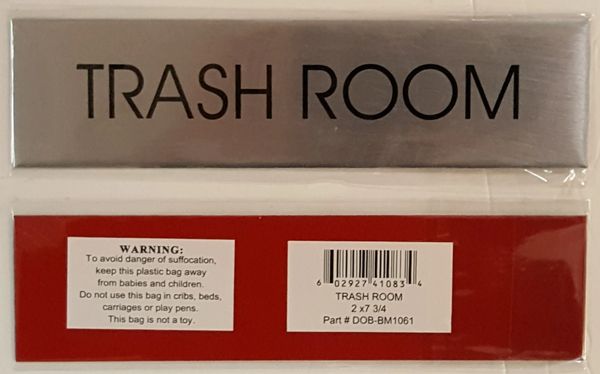 TRASH ROOM
WARNING:
To avoid danger of suffocation,
keep this plastic bag away
from babies and children.
Do not use this bag in cribs, beds,
carriages or play pens.
This bag is not a toy.
6 02927 41083 4
TRASH ROOM
2 x7 3/4
Part # DOB-BM1061